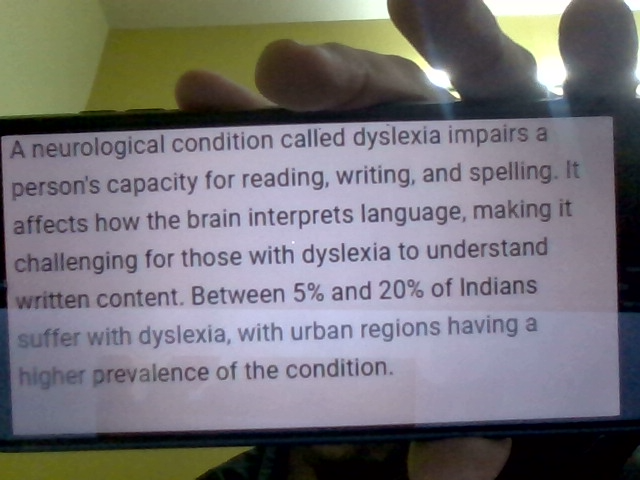 A neurological condition called dyslexia impairs a
person's capacity for reading, writing, and spelling. It
affects how the brain interprets language, making it
challenging for those with dyslexia to understand
written content. Between 5% and 20% of Indians
suffer with dyslexia, with urban regions having a
higher prevalence of the condition.